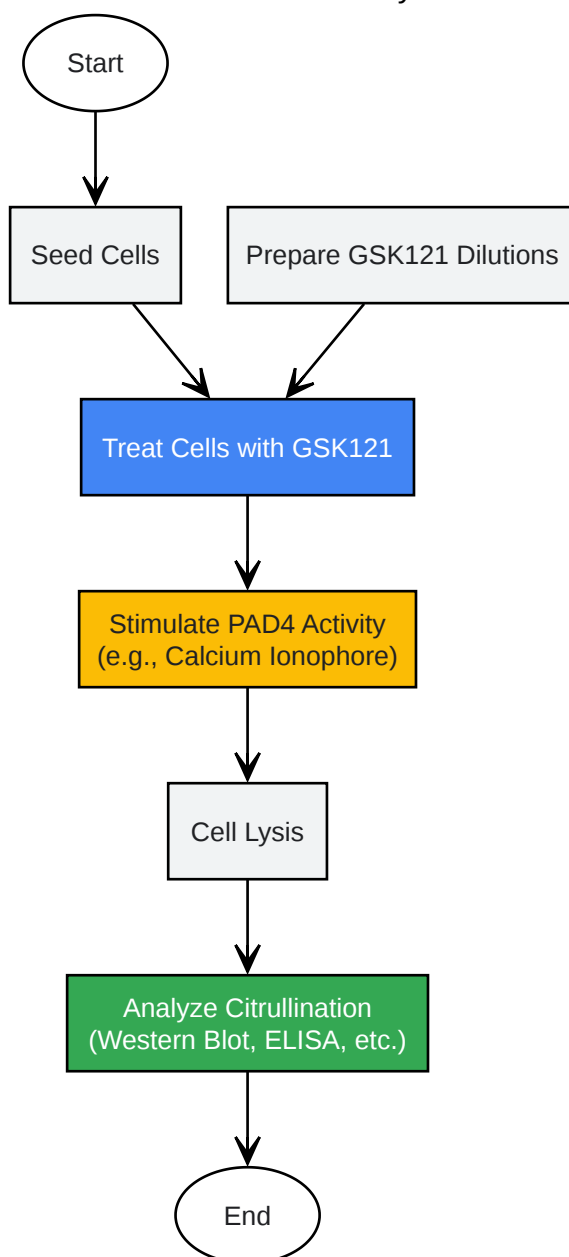 Start
Seed Cells
Prepare GSK121 Dilutions
Treat Cells with GSK121
Stimulate PAD4 Activity
(e.g., Calcium Ionophore)
Cell Lysis
Analyze Citrullination
(Western Blot, ELISA, etc.)
End